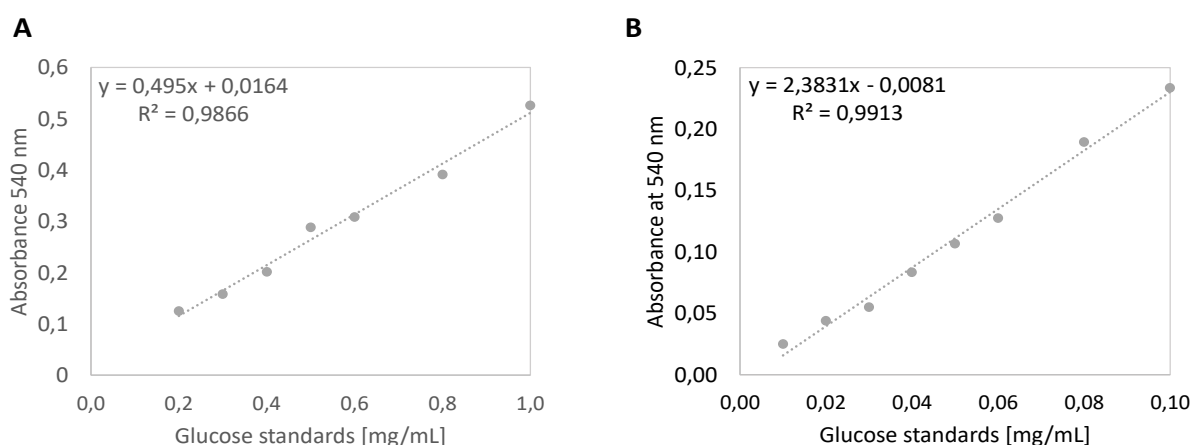 A
y = 0,495x + 0,0164
R² = 0,9866
Absorbance 540 nm
0,6
0,5
0,4
0,3
0,2
0,1
0
0,0 0,2 0,4 0,6 0,8 1,0
Glucose standards [mg/mL]
B
y = 2,3831x - 0,0081
R² = 0,9913
Absorbance at 540 nm
0,25
0,20
0,15
0,10
0,05
0,00
0,00 0,02 0,04 0,06 0,08 0,10
Glucose standards [mg/mL]